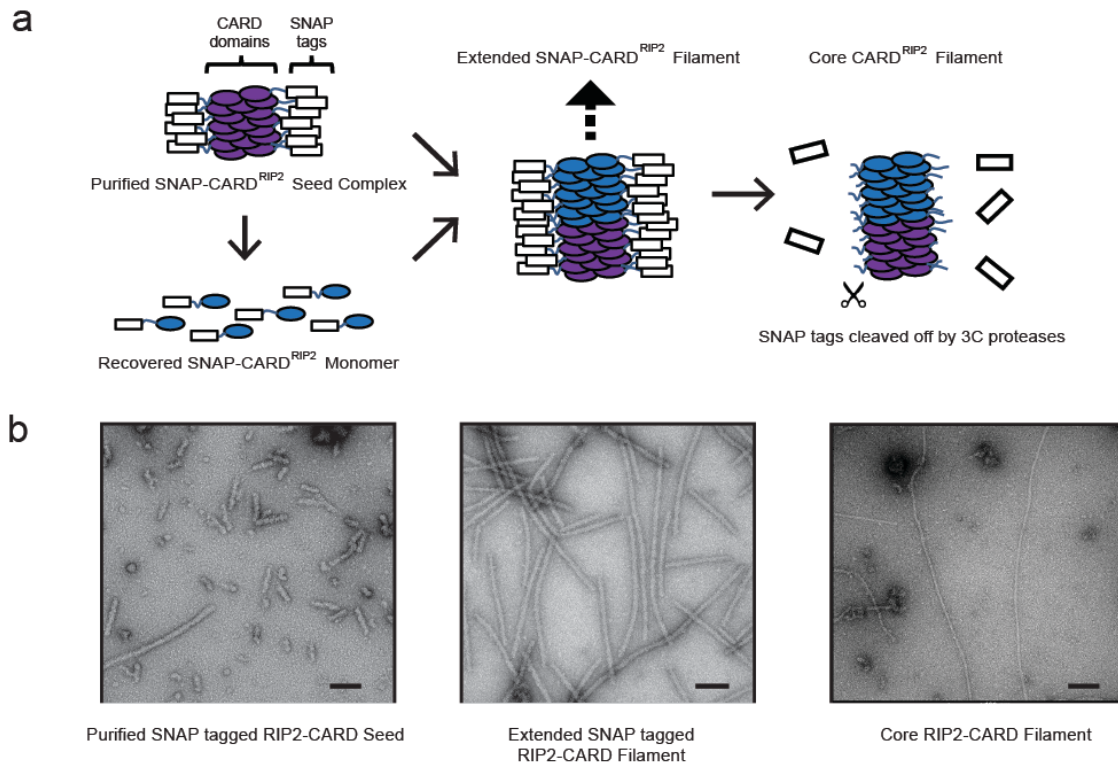 a
CARD SNAP
domains tags
Extended SNAP-CARD^RIP2 Filament
Core CARD^RIP2 Filament
Purified SNAP-CARD^RIP2 Seed Complex
Recovered SNAP-CARD^RIP2 Monomer
SNAP tags cleaved off by 3C proteases
b
Purified SNAP tagged RIP2-CARD Seed
Extended SNAP tagged
RIP2-CARD Filament
Core RIP2-CARD Filament